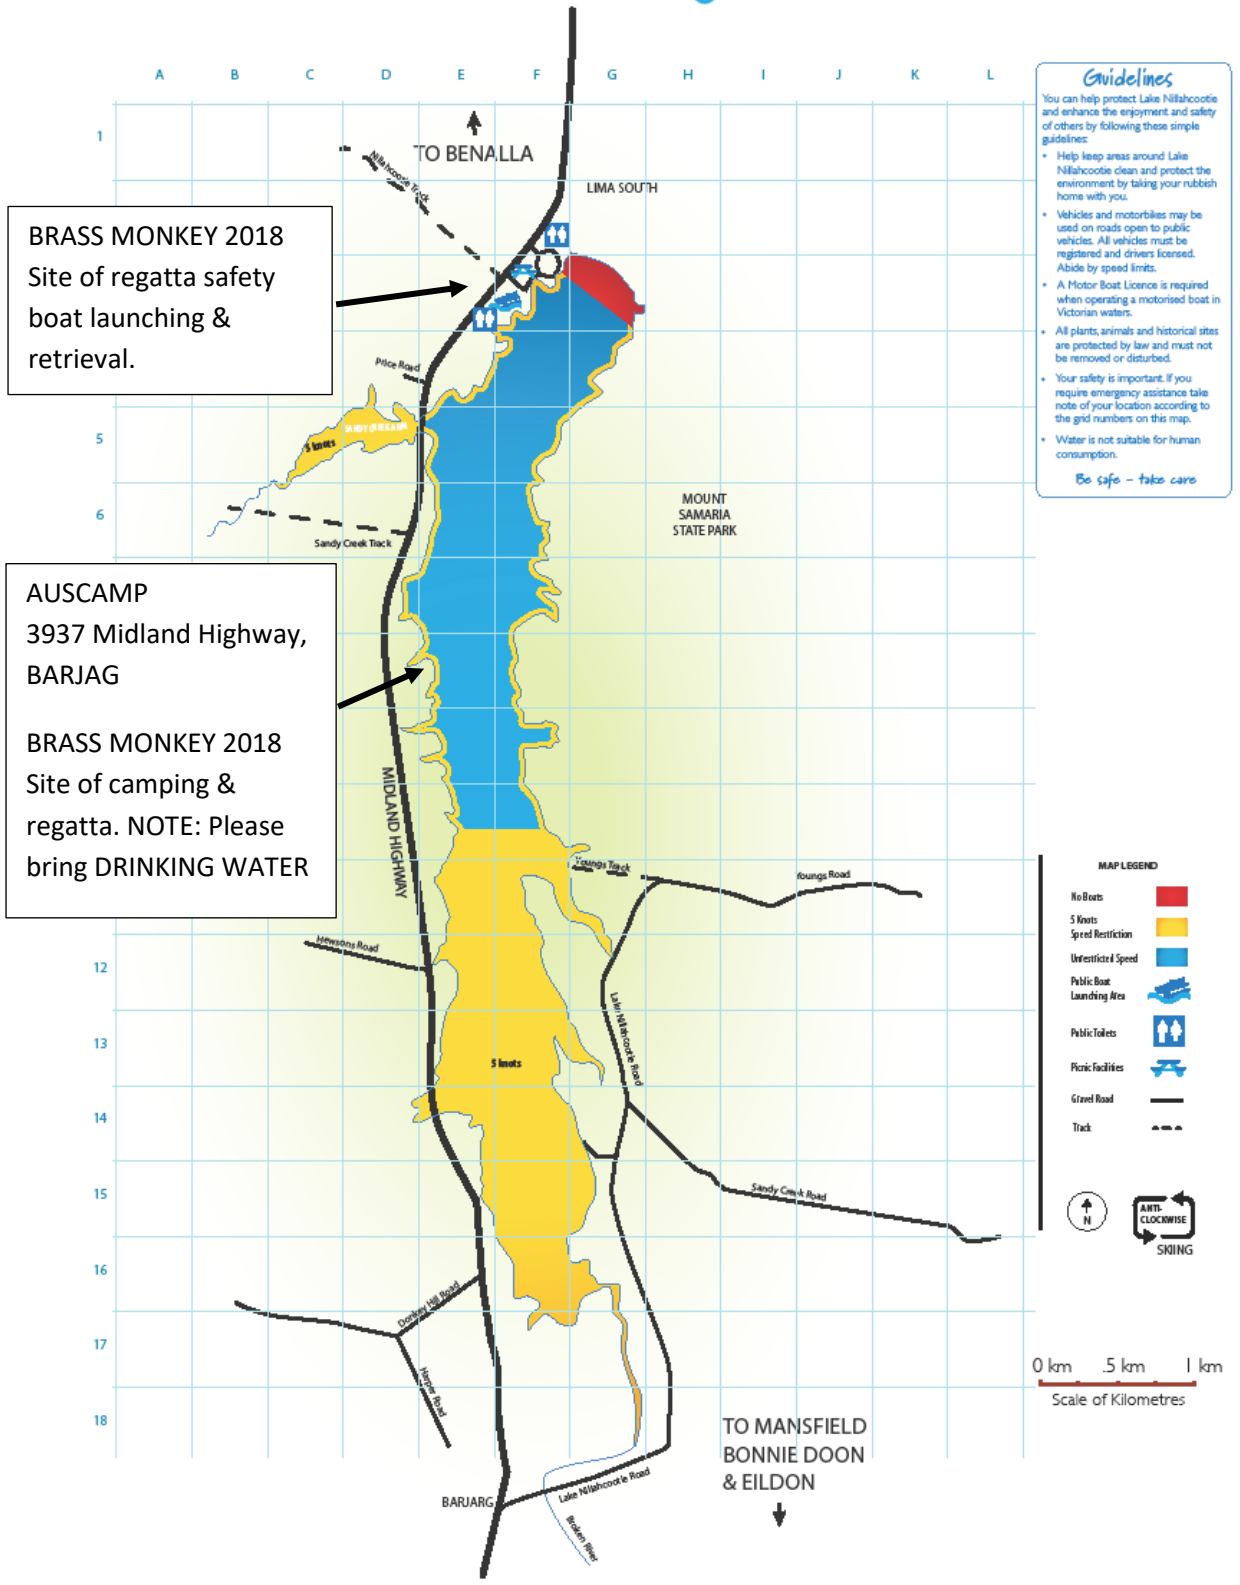 A B C D E F G H I J K L
1
5
6
12
13
14
15
16
17
18
TO BENALLA
LIMA SOUTH
Nillahcootie Track
BRASS MONKEY 2018
Site of regatta safety
boat launching &
retrieval.
Price Road
SANDY CREEK ARM
5 knots
Sandy Creek Track
MOUNT
SAMARIA
STATE PARK
AUSCAMP
3937 Midland Highway,
BARJAG
BRASS MONKEY 2018
Site of camping &
regatta. NOTE: Please
bring DRINKING WATER
MIDLAND HIGHWAY
Youngs Track
Youngs Road
Hewsons Road
Lake Nillahcootie Road
5 knots
Sandy Creek Road
Donkey Hill Road
Harper Road
TO MANSFIELD
BONNIE DOON
& EILDON
BARJARG
Lake Nillahcootie Road
Broken River
Guidelines
You can help protect Lake Nillahcootie
and enhance the enjoyment and safety
of others by following these simple
guidelines:
• Help keep areas around Lake
Nillahcootie clean and protect the
environment by taking your rubbish
home with you.
• Vehicles and motorbikes may be
used on roads open to public
vehicles. All vehicles must be
registered and drivers licensed.
Abide by speed limits.
• A Motor Boat Licence is required
when operating a motorised boat in
Victorian waters.
• All plants, animals and historical sites
are protected by law and must not
be removed or disturbed.
• Your safety is important. If you
require emergency assistance take
note of your location according to
the grid numbers on this map.
• Water is not suitable for human
consumption.
Be safe – take care
MAP LEGEND
No Boats
5 Knots
Speed Restriction
Unrestricted Speed
Public Boat
Launching Area
Public Toilets
Picnic Facilities
Gravel Road
Track
N
ANTI-
CLOCKWISE
SKIING
0 km .5 km 1 km
Scale of Kilometres